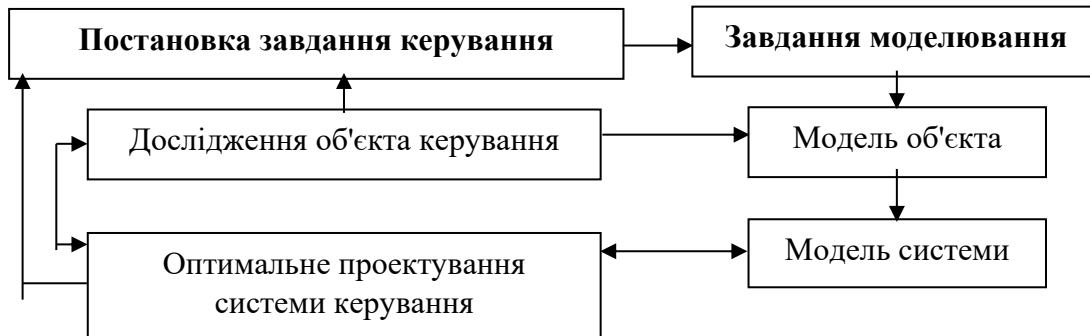 Постановка завдання керування
Завдання моделювання
Дослідження об'єкта керування
Модель об'єкта
Оптимальне проектування
системи керування
Модель системи